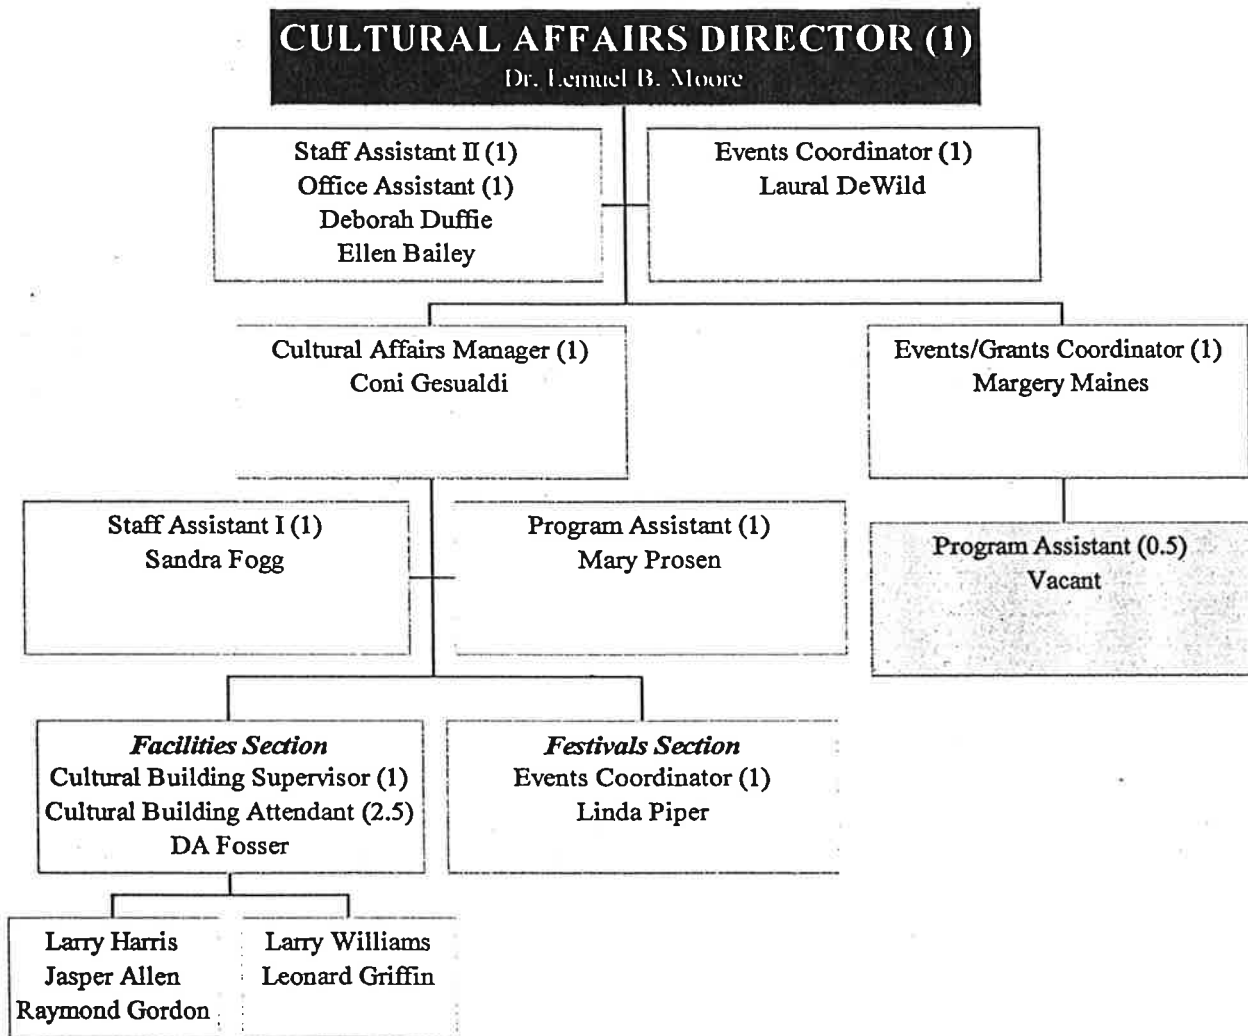 CULTURAL AFFAIRS DIRECTOR (1)
Dr. Lemuel B. Moore
Staff Assistant II (1)
Office Assistant (1)
Deborah Duffie
Ellen Bailey
Events Coordinator (1)
Laural DeWild
Cultural Affairs Manager (1)
Coni Gesualdi
Events/Grants Coordinator (1)
Margery Maines
Staff Assistant I (1)
Sandra Fogg
Program Assistant (1)
Mary Prosen
Program Assistant (0.5)
Vacant
Facilities Section
Cultural Building Supervisor (1)
Cultural Building Attendant (2.5)
DA Fosser
Festivals Section
Events Coordinator (1)
Linda Piper
Larry Harris
Jasper Allen
Raymond Gordon
Larry Williams
Leonard Griffin